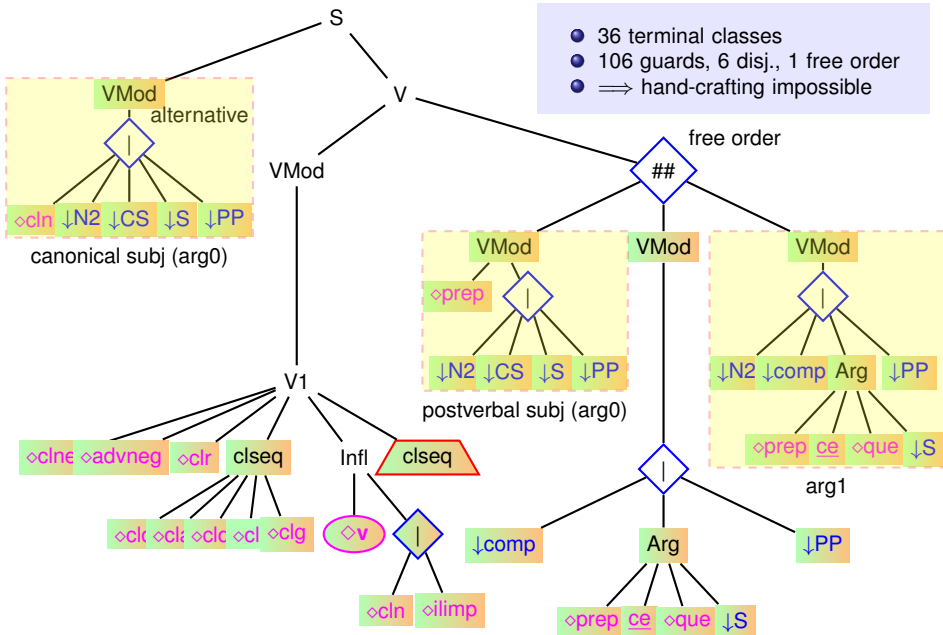 S
36 terminal classes
106 guards, 6 disj., 1 free order
⟹ hand-crafting impossible
VMod
V
alternative
|
free order
VMod
##
⋄cln ↓N2 ↓CS ↓S ↓PP
canonical subj (arg0)
VMod VMod VMod
⋄prep | |
↓N2 ↓CS ↓S ↓PP
↓N2 ↓comp Arg ↓PP
V1
postverbal subj (arg0)
⋄prep ce ⋄que ↓S
arg1
⋄clne ⋄advneg ⋄clr clseq Infl clseq
|
⋄clg
⋄v |
↓comp Arg ↓PP
⋄cln ⋄ilimp
⋄prep ce ⋄que ↓S